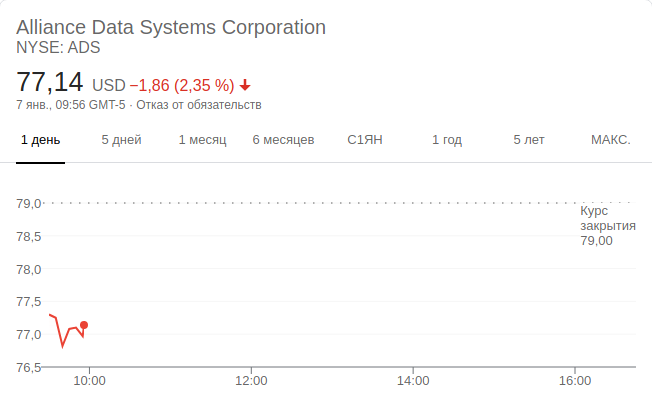 Alliance Data Systems Corporation
NYSE: ADS
77,14 USD −1,86 (2,35 %)
7 янв., 09:56 GMT-5 · Отказ от обязательств
1 день 5 дней 1 месяц 6 месяцев С1ЯН 1 год 5 лет МАКС.
79,0
Курс
закрытия
79,00
78,5
78,0
77,5
77,0
76,5
10:00 12:00 14:00 16:00